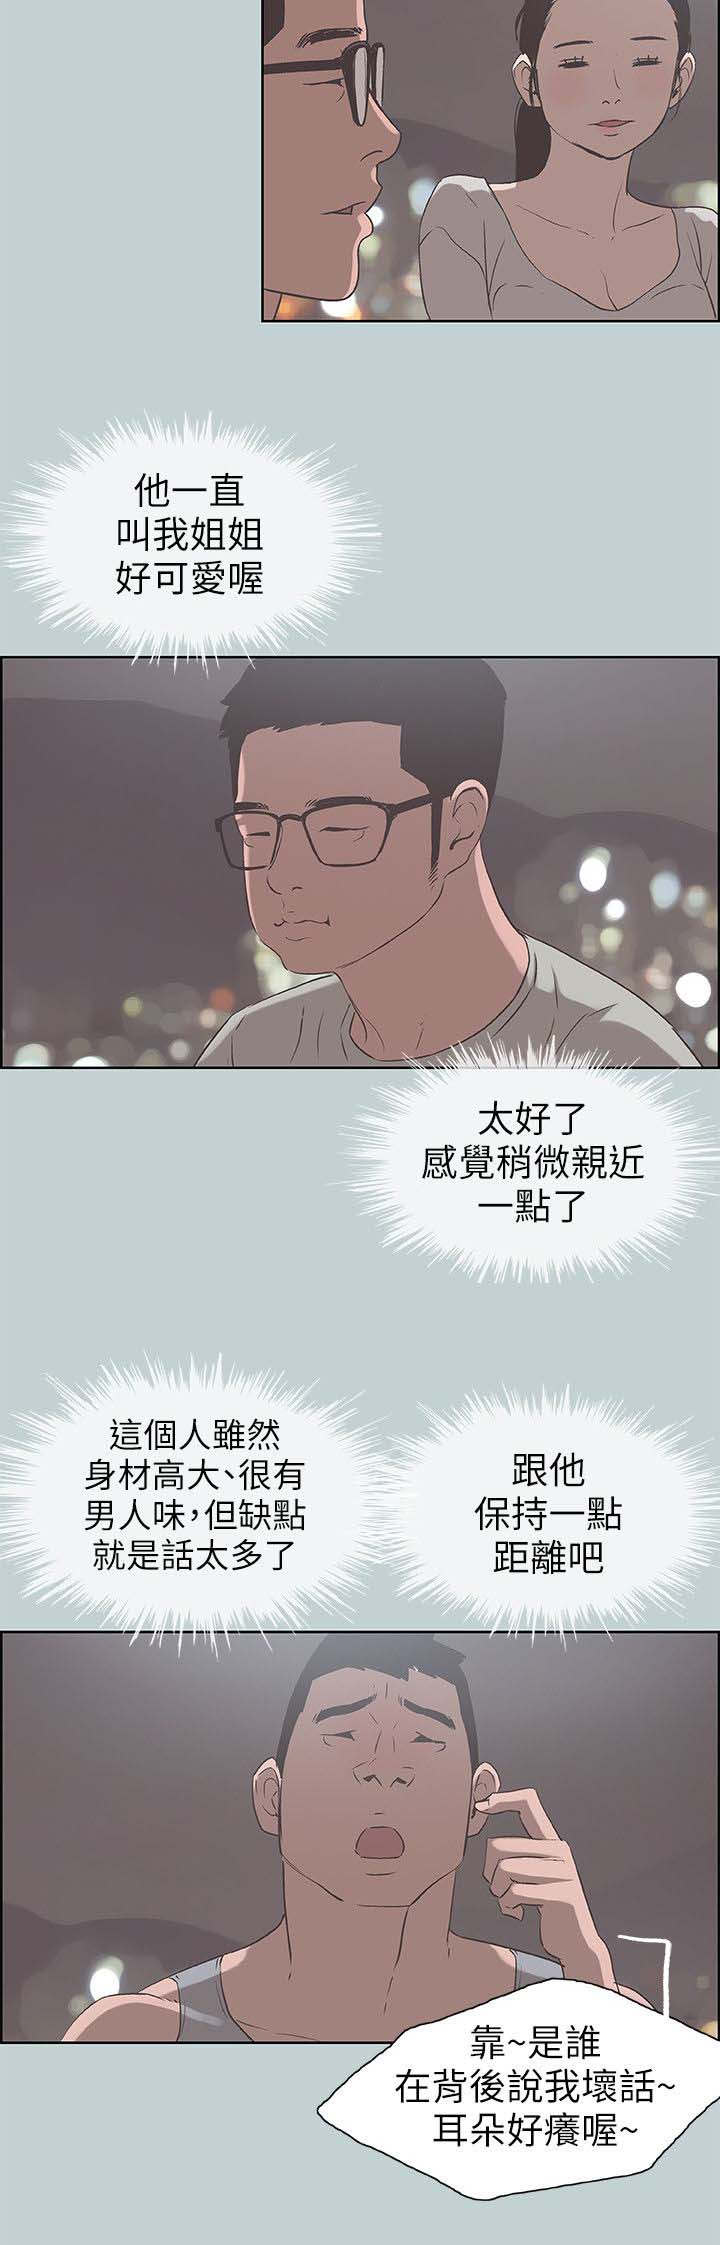 他一直
叫我姐姐
好可愛喔
太好了
感覺稍微親近
一點了
這個人雖然
身材高大、很有
男人味，但缺點
就是話太多了
跟他
保持一點
距離吧
靠~是誰
在背後說我壞話~
耳朵好癢喔~